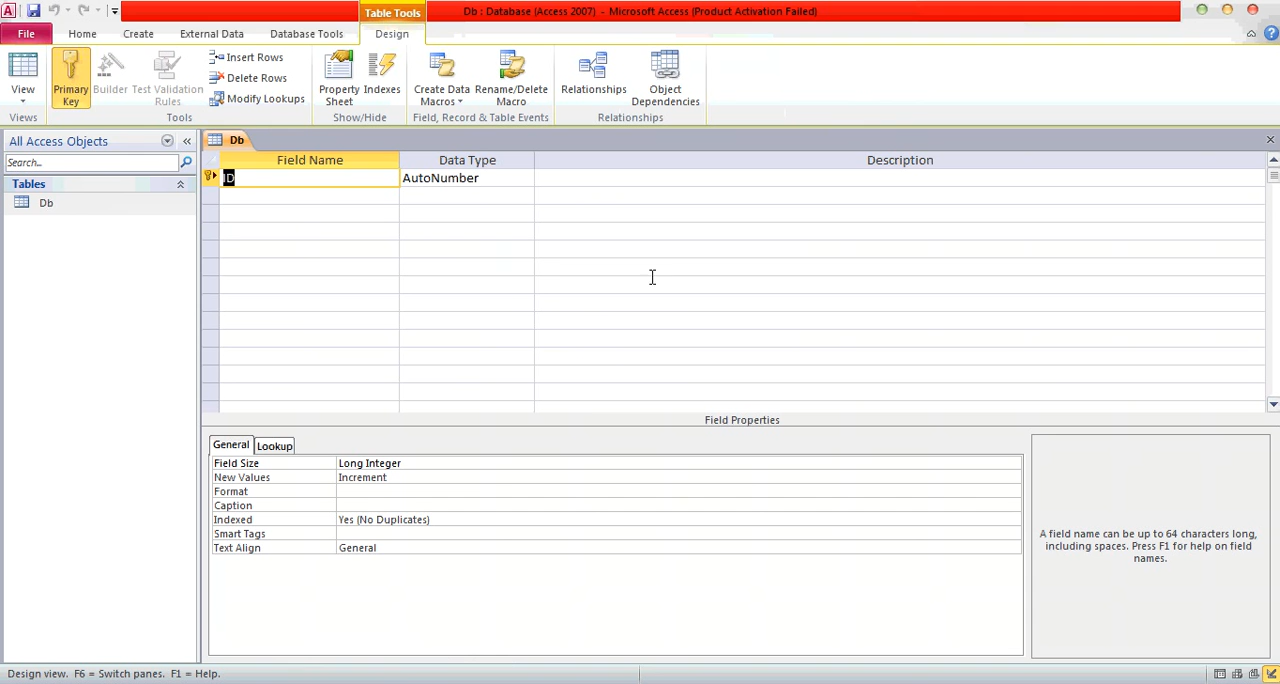 Table Tools
Db : Database (Access 2007) - Microsoft Access (Product Activation Failed)
File
Home
Create
External Data
Database Tools
Design
View
Primary Key
Builder
Test Validation Rules
Insert Rows
Delete Rows
Modify Lookups
Property Sheet
Indexes
Create Data Macros
Rename/Delete Macro
Relationships
Object Dependencies
Views
Tools
Show/Hide
Field, Record & Table Events
Relationships
All Access Objects
Search...
Tables
Db
Db
Field Name Data Type Description
ID AutoNumber
Field Properties
General Lookup
Field Size Long Integer
New Values Increment
Format
Caption
Indexed Yes (No Duplicates)
Smart Tags
Text Align General
A field name can be up to 64 characters long,
including spaces. Press F1 for help on field
names.
Design view. F6 = Switch panes. F1 = Help.